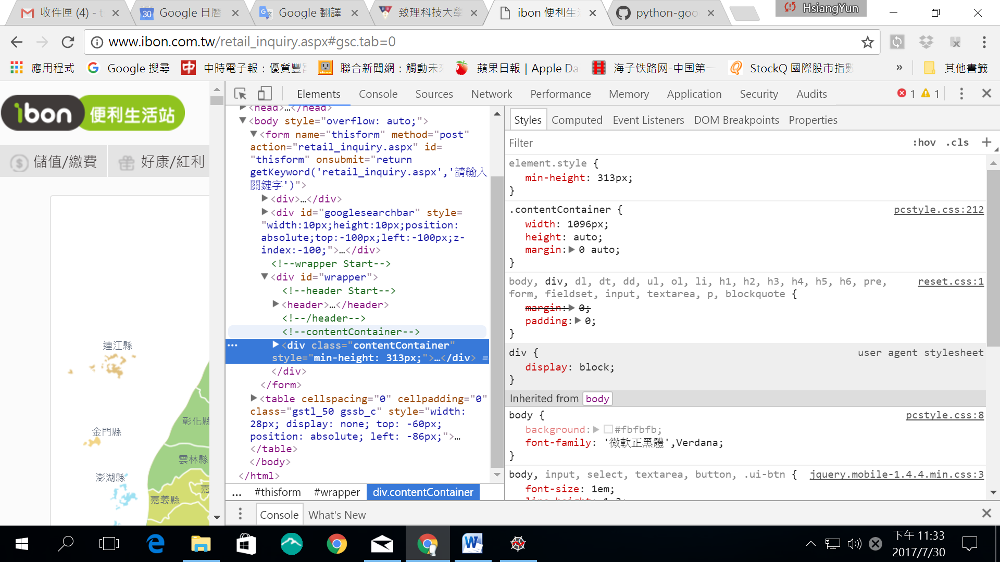 收件匣 (4) - t
Google 日曆
Google 翻譯
致理科技大學
ibon 便利生活
python-goo
HsiangYun
www.ibon.com.tw/retail_inquiry.aspx#gsc.tab=0
應用程式
Google 搜尋
中 中時電子報：優質豐富
聯合新聞網：觸動未來
蘋果日報 | Apple Da
海子铁路网-中国第一
StockQ 國際股市指數
»
其他書籤
ibon 便利生活站
儲值/繳費
好康/紅利
連江縣
彰化縣
金門縣
雲林縣
澎湖縣
嘉
嘉義縣
Elements Console Sources Network Performance Memory Application Security Audits
1 1
<head>…</head>
<body style="overflow: auto;">
<form name="thisform" method="post"
action="retail_inquiry.aspx" id=
"thisform" onsubmit="return
getKeyword('retail_inquiry.aspx','請輸入
關鍵字')">
<div>…</div>
<div id="googlesearchbar" style=
"width:10px;height:10px;position:
absolute;top:-100px;left:-100px;z-
index:-100;">…</div>
<!--wrapper Start-->
<div id="wrapper">
<!--header Start-->
<header>…</header>
<!--/header-->
<!--contentContainer-->
… <div class="contentContainer"
style="min-height: 313px;">…</div> =
</div>
</form>
<table cellspacing="0" cellpadding="0"
class="gstl_50 gssb_c" style="width:
28px; display: none; top: -60px;
position: absolute; left: -86px;">…
</table>
</body>
</html>
... #thisform #wrapper div.contentContainer
Styles Computed Event Listeners DOM Breakpoints Properties
Filter :hov .cls +
element.style {
min-height: 313px;
}
.contentContainer { pcstyle.css:212
width: 1096px;
height: auto;
margin: 0 auto;
}
body, div, dl, dt, dd, ul, ol, li, h1, h2, h3, h4, h5, h6, pre, reset.css:1
form, fieldset, input, textarea, p, blockquote {
margin: 0;
padding: 0;
}
div { user agent stylesheet
display: block;
}
Inherited from body
body { pcstyle.css:8
background: #fbfbfb;
font-family: '微軟正黑體',Verdana;
}
body, input, select, textarea, button, .ui-btn { jquery.mobile-1.4.4.min.css:3
font-size: 1em;
line-height: 1.3;
Console What's New
下午 11:33
2017/7/30